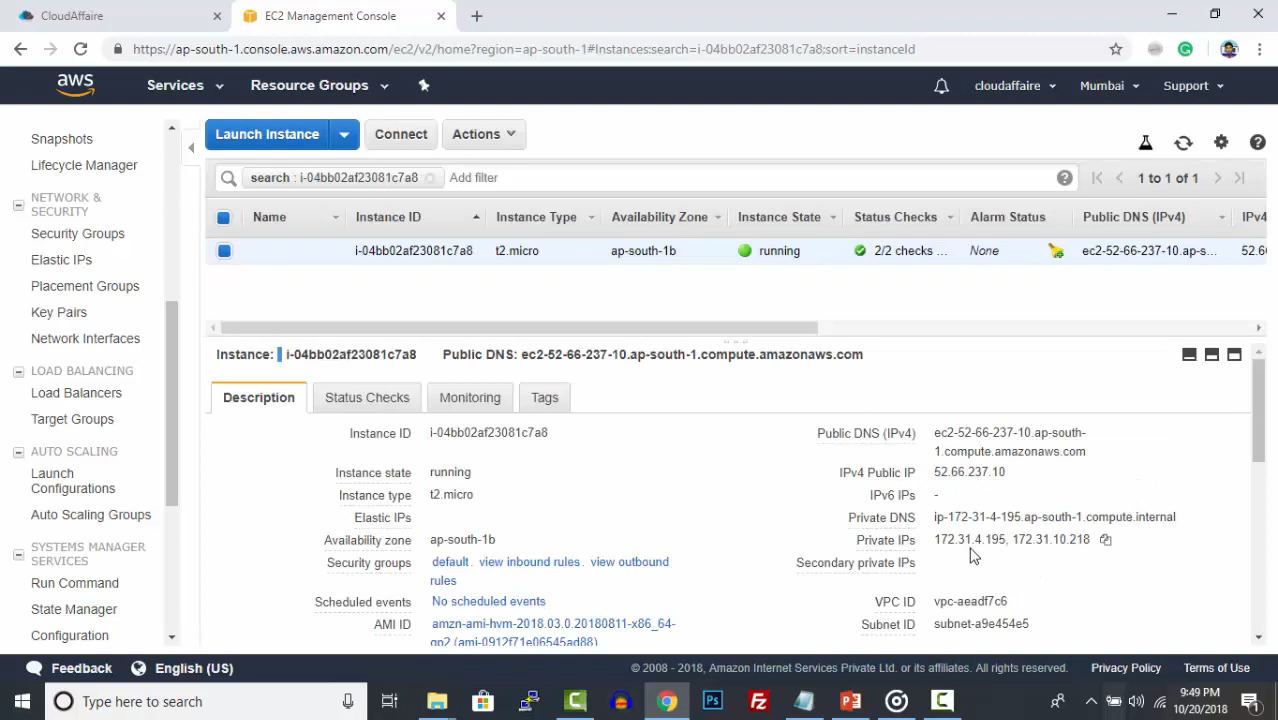 CloudAffaire
EC2 Management Console
https://ap-south-1.console.aws.amazon.com/ec2/v2/home?region=ap-south-1#Instances:search=i-04bb02af23081c7a8;sort=instanceId
aws
Services
Resource Groups
cloudaffaire
Mumbai
Support
Snapshots
Lifecycle Manager
NETWORK &
SECURITY
Security Groups
Elastic IPs
Placement Groups
Key Pairs
Network Interfaces
LOAD BALANCING
Load Balancers
Target Groups
AUTO SCALING
Launch
Configurations
Auto Scaling Groups
SYSTEMS MANAGER
SERVICES
Run Command
State Manager
Configuration
Launch Instance
Connect
Actions
search : i-04bb02af23081c7a8
Add filter
1 to 1 of 1
Name Instance ID Instance Type Availability Zone Instance State Status Checks Alarm Status Public DNS (IPv4) IPv4
i-04bb02af23081c7a8 t2.micro ap-south-1b running 2/2 checks ... None ec2-52-66-237-10.ap-s... 52.6
Instance: i-04bb02af23081c7a8 Public DNS: ec2-52-66-237-10.ap-south-1.compute.amazonaws.com
Description
Status Checks
Monitoring
Tags
Instance ID i-04bb02af23081c7a8
Instance state running
Instance type t2.micro
Elastic IPs
Availability zone ap-south-1b
Security groups default. view inbound rules. view outbound
rules
Scheduled events No scheduled events
AMI ID amzn-ami-hvm-2018.03.0.20180811-x86_64-
gp2 (ami-0912f71e06545ad88)
Public DNS (IPv4) ec2-52-66-237-10.ap-south-
1.compute.amazonaws.com
IPv4 Public IP 52.66.237.10
IPv6 IPs -
Private DNS ip-172-31-4-195.ap-south-1.compute.internal
Private IPs 172.31.4.195, 172.31.10.218
Secondary private IPs
VPC ID vpc-aeadf7c6
Subnet ID subnet-a9e454e5
Feedback
English (US)
© 2008 - 2018, Amazon Internet Services Private Ltd. or its affiliates. All rights reserved.
Privacy Policy
Terms of Use
Type here to search
9:49 PM
10/20/2018